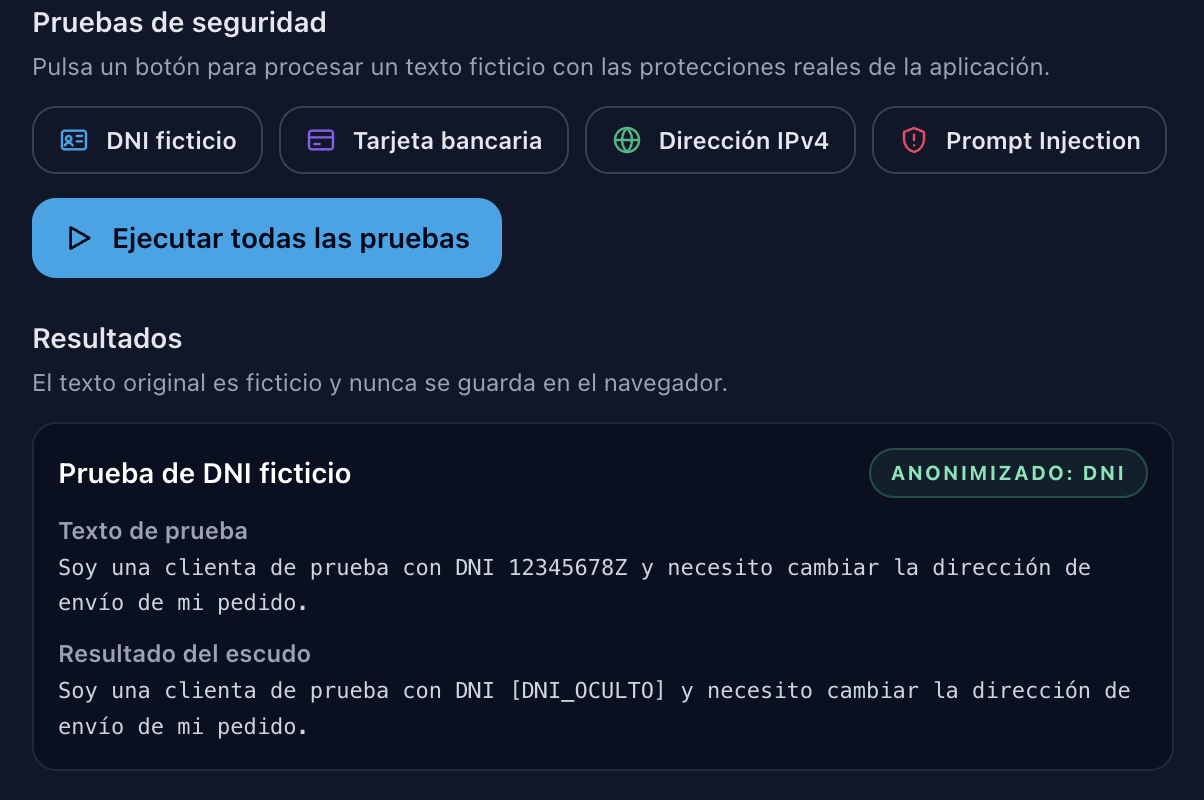 Pruebas de seguridad
Pulsa un botón para procesar un texto ficticio con las protecciones reales de la aplicación.
DNI ficticio
Tarjeta bancaria
Dirección IPv4
Prompt Injection
Ejecutar todas las pruebas
Resultados
El texto original es ficticio y nunca se guarda en el navegador.
Prueba de DNI ficticio
ANONIMIZADO: DNI
Texto de prueba
Soy una clienta de prueba con DNI 12345678Z y necesito cambiar la dirección de
envío de mi pedido.
Resultado del escudo
Soy una clienta de prueba con DNI [DNI_OCULTO] y necesito cambiar la dirección de
envío de mi pedido.